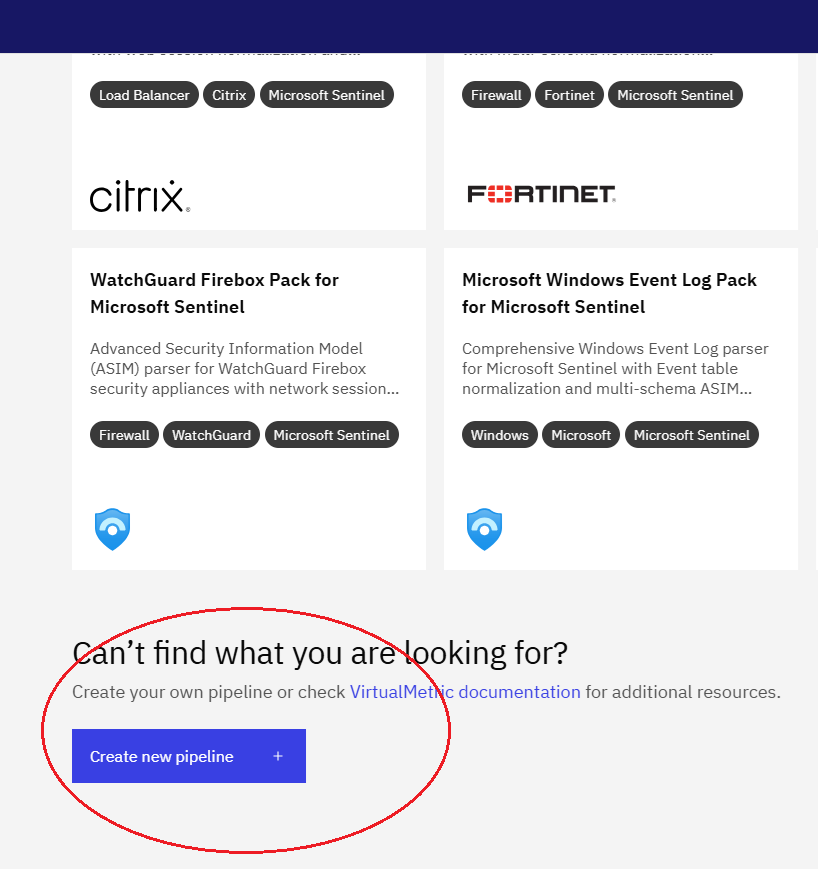 Load Balancer Citrix Microsoft Sentinel
Firewall Fortinet Microsoft Sentinel
citrix
FORTINET
WatchGuard Firebox Pack for
Microsoft Sentinel
Advanced Security Information Model
(ASIM) parser for WatchGuard Firebox
security appliances with network session...
Firewall WatchGuard Microsoft Sentinel
Microsoft Windows Event Log Pack
for Microsoft Sentinel
Comprehensive Windows Event Log parser
for Microsoft Sentinel with Event table
normalization and multi-schema ASIM...
Windows Microsoft Microsoft Sentinel
Can’t find what you are looking for?
Create your own pipeline or check VirtualMetric documentation for additional resources.
Create new pipeline +